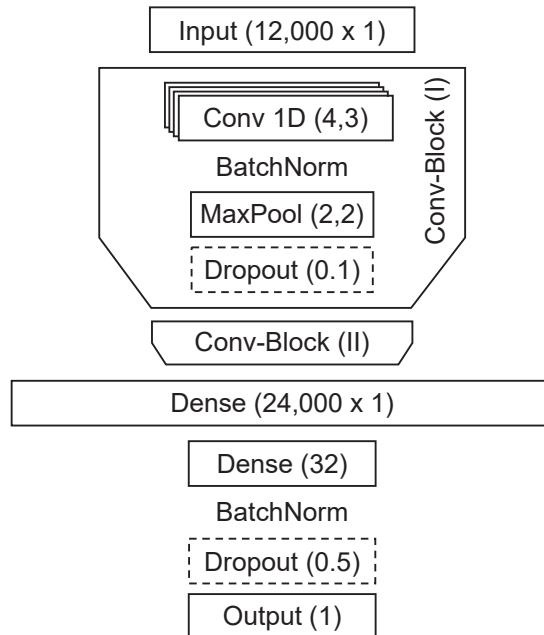 Input (12,000 x 1)
Conv-Block (I)
Conv 1D (4,3)
BatchNorm
MaxPool (2,2)
Dropout (0.1)
Conv-Block (II)
Dense (24,000 x 1)
Dense (32)
BatchNorm
Dropout (0.5)
Output (1)